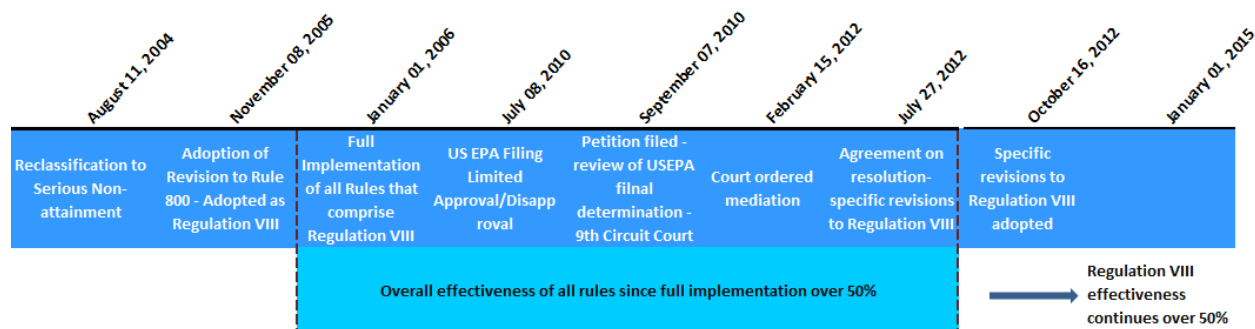 August 11, 2004
November 08, 2005
January 01, 2006
July 08, 2010
September 07, 2010
February 15, 2012
July 27, 2012
October 16, 2012
January 01, 2015
Reclassification to
Serious Non-
attainment
Adoption of
Revision to Rule
800 - Adopted as
Regulation VIII
Full
Implementation
of all Rules that
comprise
Regulation VIII
US EPA Filing
Limited
Approval/Disapp
roval
Petition filed -
review of USEPA
filnal
determination -
9th Circuit Court
Court ordered
mediation
Agreement on
resolution-
specific revisions
to Regulation VIII
Specific
revisions to
Regulation VIII
adopted
Overall effectiveness of all rules since full implementation over 50%
Regulation VIII
effectiveness
continues over 50%